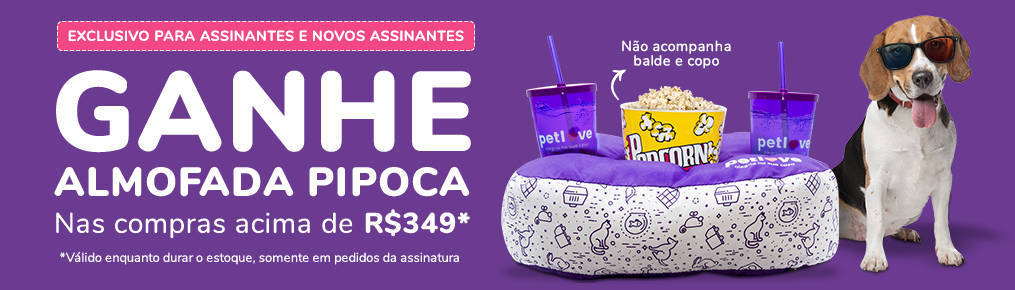 EXCLUSIVO PARA ASSINANTES E NOVOS ASSINANTES
GANHE
ALMOFADA PIPOCA
Nas compras acima de R$349*
*Válido enquanto durar o estoque, somente em pedidos da assinatura
Não acompanha
balde e copo
petlove
petlove
POPCORN
petlove